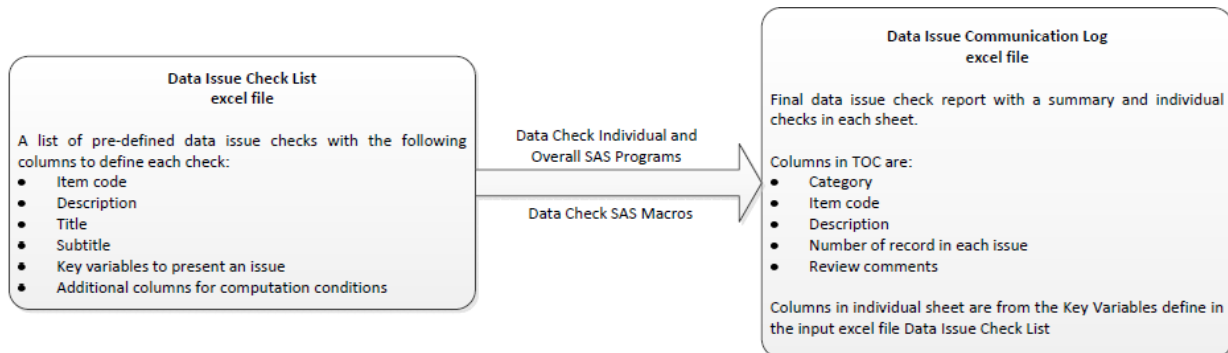 Data Issue Check List
excel file
A list of pre-defined data issue checks with the following
columns to define each check:
• Item code
• Description
• Title
• Subtitle
• Key variables to present an issue
• Additional columns for computation conditions
Data Check Individual and
Overall SAS Programs
Data Check SAS Macros
Data Issue Communication Log
excel file
Final data issue check report with a summary and individual
checks in each sheet.
Columns in TOC are:
• Category
• Item code
• Description
• Number of record in each issue
• Review comments
Columns in individual sheet are from the Key Variables define in
the input excel file Data Issue Check List